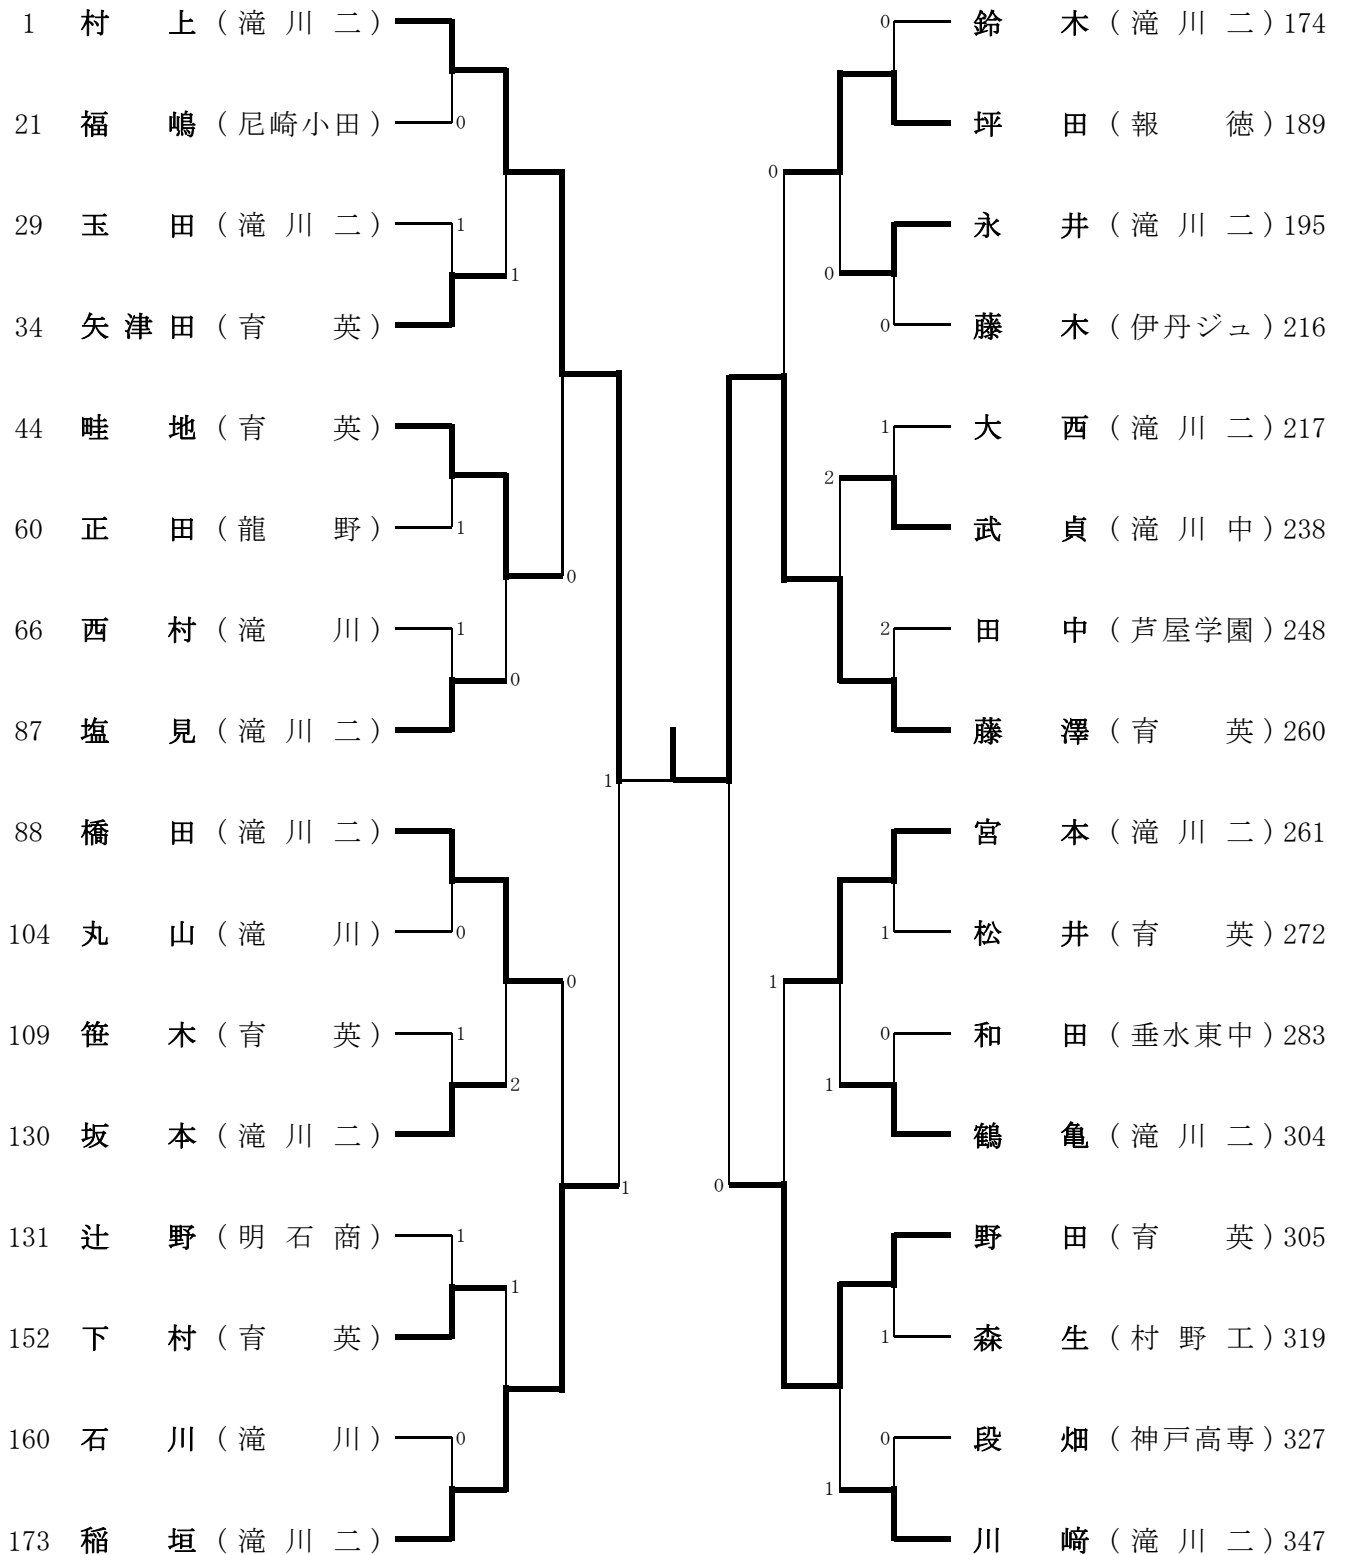 1 村上（滝川二） 0 鈴木（滝川二）174
21 福嶋（尼崎小田） 0 坪田（報徳）189
0
29 玉田（滝川二） 1 永井（滝川二）195
1 0
34 矢津田（育英） 0 藤木（伊丹ジュ）216
44 畦地（育英） 1 大西（滝川二）217
2
60 正田（龍野） 1 武貞（滝川中）238
0
66 西村（滝川） 1 2 田中（芦屋学園）248
0
87 塩見（滝川二） 藤澤（育英）260
1
88 橋田（滝川二） 宮本（滝川二）261
104 丸山（滝川） 0 1 松井（育英）272
0 1
109 笹木（育英） 1 0 和田（垂水東中）283
2 1
130 坂本（滝川二） 鶴亀（滝川二）304
1 0
131 辻野（明石商） 1 野田（育英）305
1
152 下村（育英） 1 森生（村野工）319
160 石川（滝川） 0 0 段畑（神戸高専）327
1
173 稲垣（滝川二） 川﨑（滝川二）347